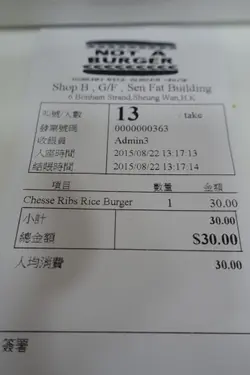 NOT A
BURGER
Shop B , G/F , Sen Fat Building
6 Bonham Strand,Sheung Wan,H.K
枱號/人數 13 take
發票號碼 0000000363
收銀員 Admin3
入座時間 2015/08/22 13:17:13
結賬時間 2015/08/22 13:17:14
項目 數量 金額
Chesse Ribs Rice Burger 1 30.00
小計 30.00
總金額 $30.00
人均消費 30.00
簽署